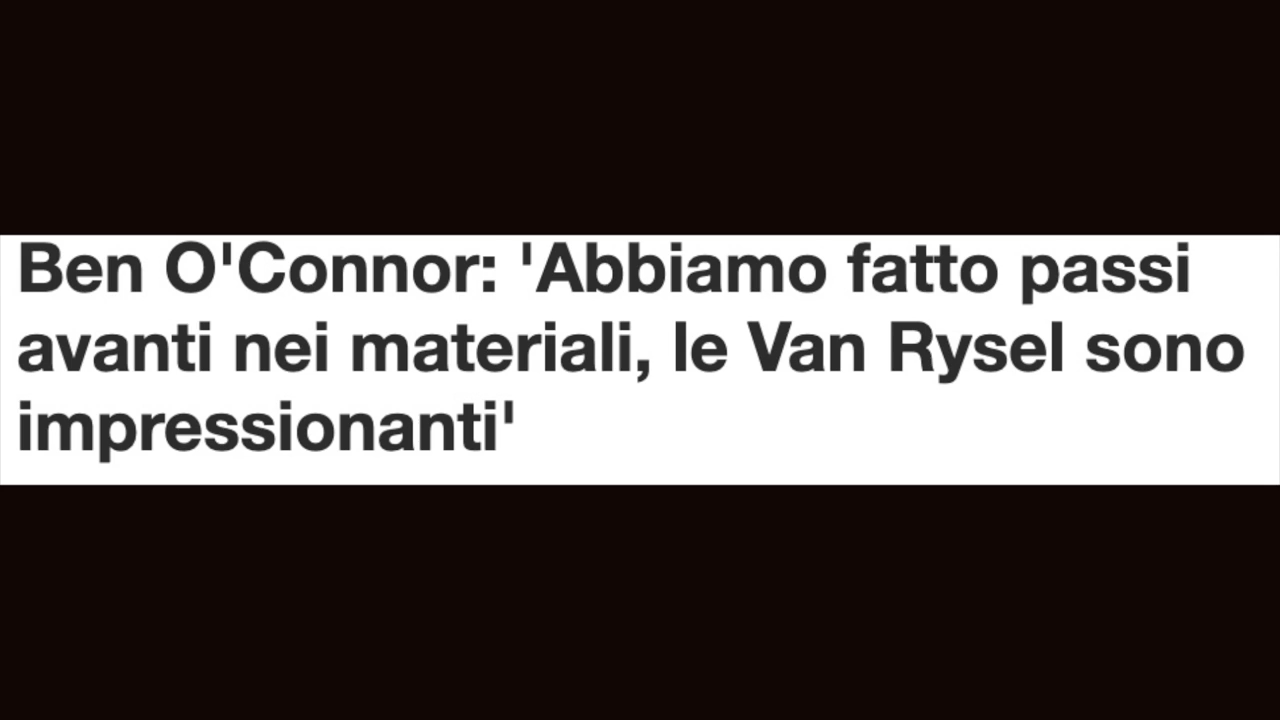 Ben O'Connor: 'Abbiamo fatto passi
avanti nei materiali, le Van Rysel sono
impressionanti'